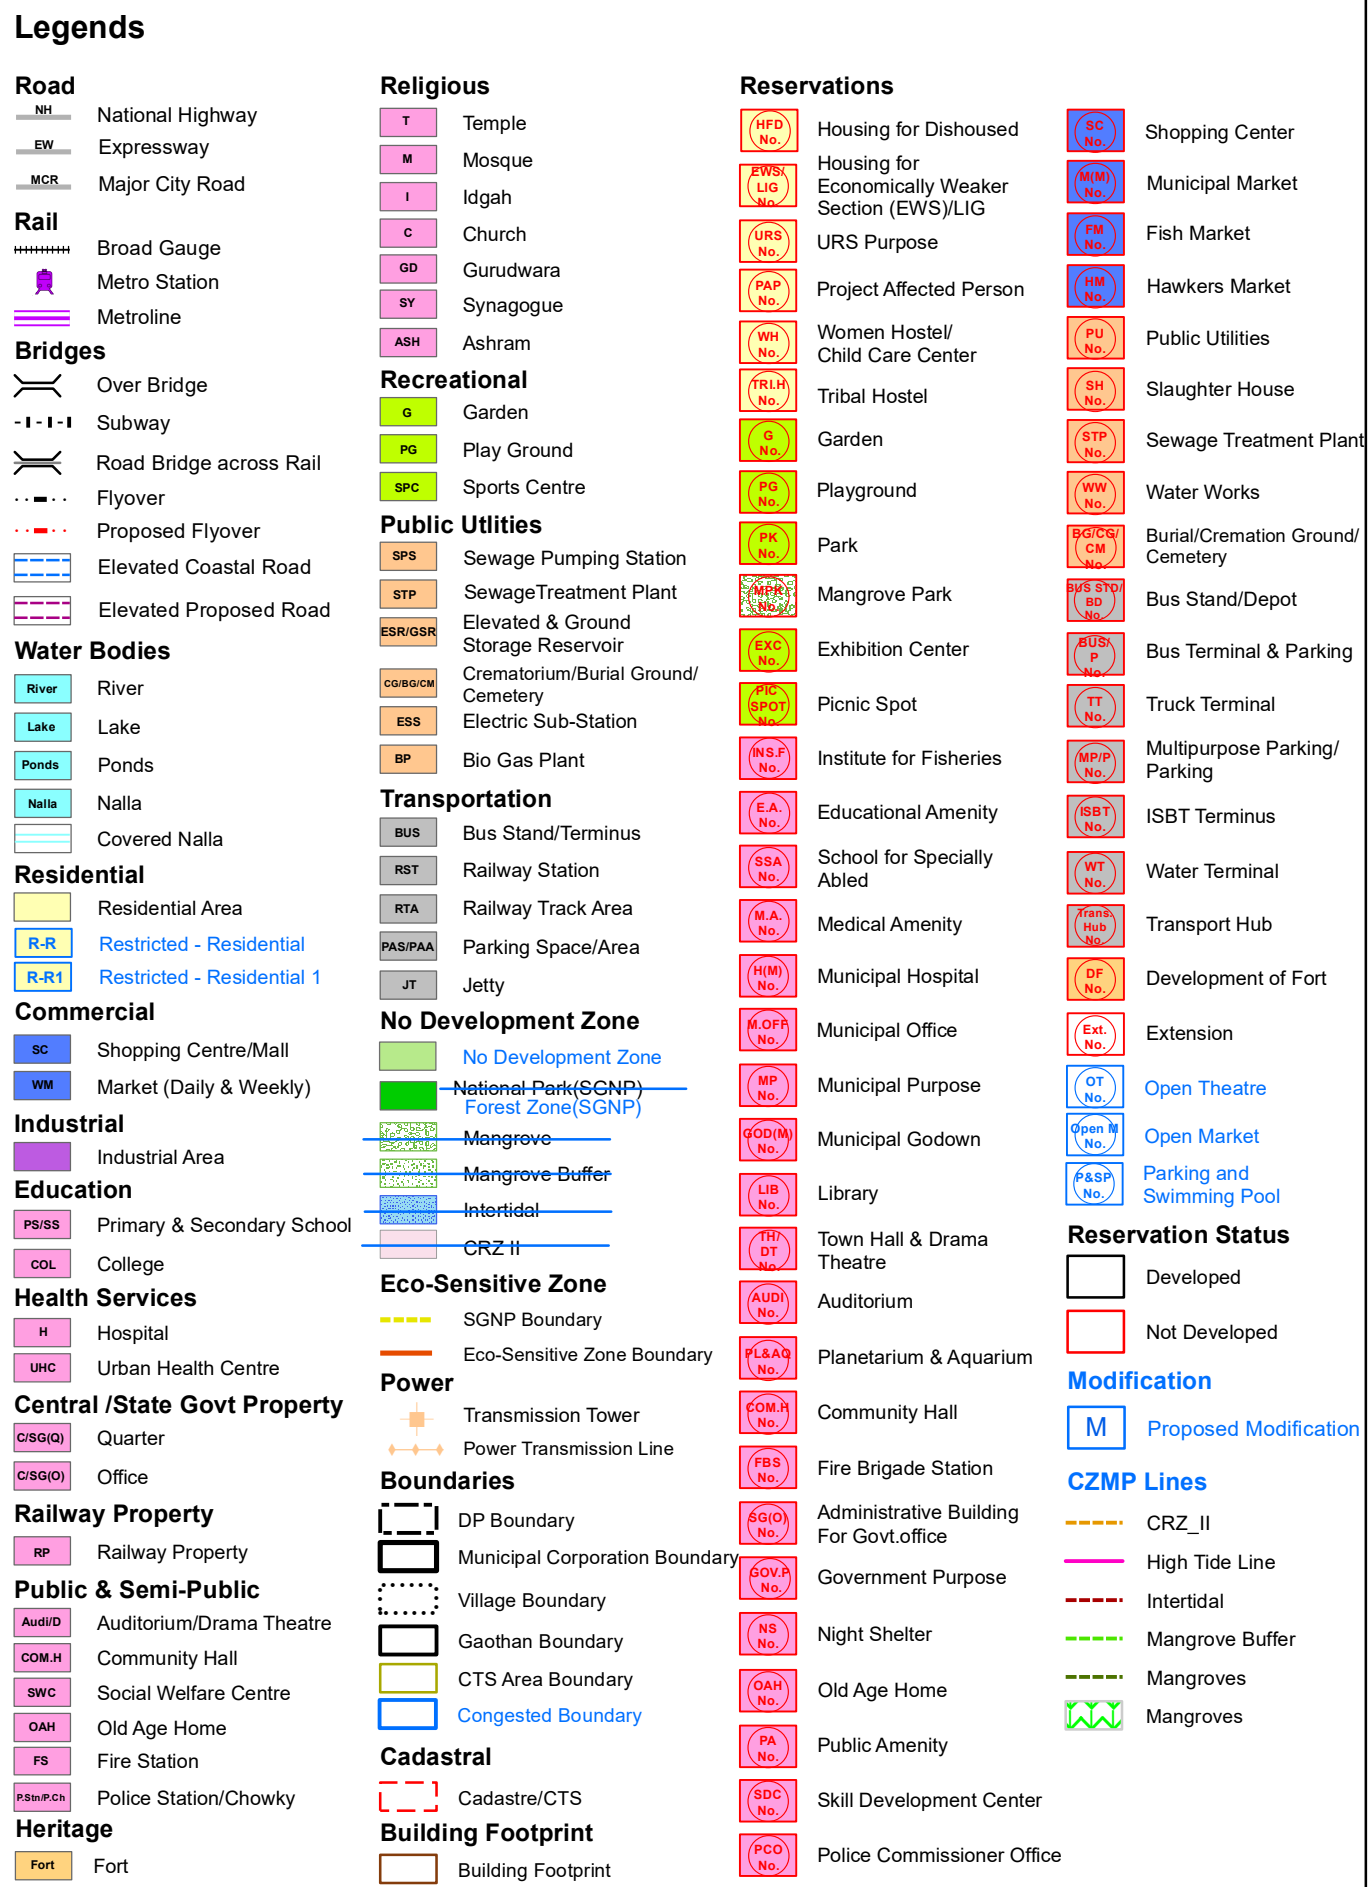 Legends
Road
NH National Highway
EW Expressway
MCR Major City Road
Rail
Broad Gauge
Metro Station
Metroline
Bridges
Over Bridge
Subway
Road Bridge across Rail
Flyover
Proposed Flyover
Elevated Coastal Road
Elevated Proposed Road
Water Bodies
River River
Lake Lake
Ponds Ponds
Nalla Nalla
Covered Nalla
Residential
Residential Area
R-R Restricted - Residential
R-R1 Restricted - Residential 1
Commercial
SC Shopping Centre/Mall
WM Market (Daily & Weekly)
Industrial
Industrial Area
Education
PS/SS Primary & Secondary School
COL College
Health Services
H Hospital
UHC Urban Health Centre
Central /State Govt Property
C/SG(Q) Quarter
C/SG(O) Office
Railway Property
RP Railway Property
Public & Semi-Public
Audi/D Auditorium/Drama Theatre
COM.H Community Hall
SWC Social Welfare Centre
OAH Old Age Home
FS Fire Station
P.Stn/P.Ch Police Station/Chowky
Heritage
Fort Fort
Religious
T Temple
M Mosque
I Idgah
C Church
GD Gurudwara
SY Synagogue
ASH Ashram
Recreational
G Garden
PG Play Ground
SPC Sports Centre
Public Utlities
SPS Sewage Pumping Station
STP SewageTreatment Plant
ESR/GSR Elevated & Ground
Storage Reservoir
CG/BG/CM Crematorium/Burial Ground/
Cemetery
ESS Electric Sub-Station
BP Bio Gas Plant
Transportation
BUS Bus Stand/Terminus
RST Railway Station
RTA Railway Track Area
PAS/PAA Parking Space/Area
JT Jetty
No Development Zone
No Development Zone
National Park(SGNP)
Forest Zone(SGNP)
Mangrove
Mangrove Buffer
Intertidal
CRZ II
Eco-Sensitive Zone
SGNP Boundary
Eco-Sensitive Zone Boundary
Power
Transmission Tower
Power Transmission Line
Boundaries
DP Boundary
Municipal Corporation Boundary
Village Boundary
Gaothan Boundary
CTS Area Boundary
Congested Boundary
Cadastral
Cadastre/CTS
Building Footprint
Building Footprint
Reservations
HFD No. Housing for Dishoused
EWS/ LIG No. Housing for
Economically Weaker
Section (EWS)/LIG
URS No. URS Purpose
PAP No. Project Affected Person
WH No. Women Hostel/
Child Care Center
TRI.H No. Tribal Hostel
G No. Garden
PG No. Playground
PK No. Park
MPK No. Mangrove Park
EXC No. Exhibition Center
PIC SPOT No. Picnic Spot
INS.F No. Institute for Fisheries
E.A. No. Educational Amenity
SSA No. School for Specially
Abled
M.A. No. Medical Amenity
H(M) No. Municipal Hospital
M.OFF No. Municipal Office
MP No. Municipal Purpose
GOD(M) No. Municipal Godown
LIB No. Library
TH/ DT No. Town Hall & Drama
Theatre
AUDI No. Auditorium
PL&AQ No. Planetarium & Aquarium
COM.H No. Community Hall
FBS No. Fire Brigade Station
SG(O) No. Administrative Building
For Govt.office
GOV.P No. Government Purpose
NS No. Night Shelter
OAH No. Old Age Home
PA No. Public Amenity
SDC No. Skill Development Center
PCO No. Police Commissioner Office
SC No. Shopping Center
M(M) No. Municipal Market
FM No. Fish Market
HM No. Hawkers Market
PU No. Public Utilities
SH No. Slaughter House
STP No. Sewage Treatment Plant
WW No. Water Works
BG/CG/ CM No. Burial/Cremation Ground/
Cemetery
BUS STD/ BD No. Bus Stand/Depot
BUS/ P No. Bus Terminal & Parking
TT No. Truck Terminal
MP/P No. Multipurpose Parking/
Parking
ISBT No. ISBT Terminus
WT No. Water Terminal
Trans. Hub No. Transport Hub
DF No. Development of Fort
Ext. No. Extension
OT No. Open Theatre
Open M No. Open Market
P&SP No. Parking and
Swimming Pool
Reservation Status
Developed
Not Developed
Modification
M Proposed Modification
CZMP Lines
CRZ_II
High Tide Line
Intertidal
Mangrove Buffer
Mangroves
Mangroves